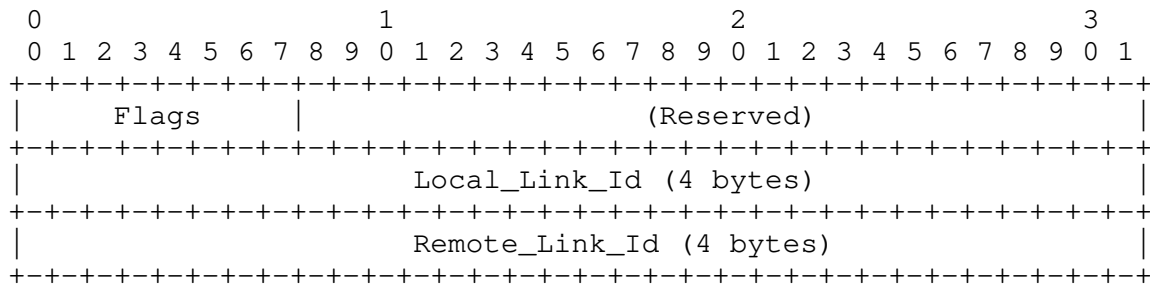 0                   1                   2                   3
 0 1 2 3 4 5 6 7 8 9 0 1 2 3 4 5 6 7 8 9 0 1 2 3 4 5 6 7 8 9 0 1
+-+-+-+-+-+-+-+-+-+-+-+-+-+-+-+-+-+-+-+-+-+-+-+-+-+-+-+-+-+-+-+-+
|     Flags     |                   (Reserved)                  |
+-+-+-+-+-+-+-+-+-+-+-+-+-+-+-+-+-+-+-+-+-+-+-+-+-+-+-+-+-+-+-+-+
|                      Local_Link_Id (4 bytes)                  |
+-+-+-+-+-+-+-+-+-+-+-+-+-+-+-+-+-+-+-+-+-+-+-+-+-+-+-+-+-+-+-+-+
|                      Remote_Link_Id (4 bytes)                 |
+-+-+-+-+-+-+-+-+-+-+-+-+-+-+-+-+-+-+-+-+-+-+-+-+-+-+-+-+-+-+-+-+